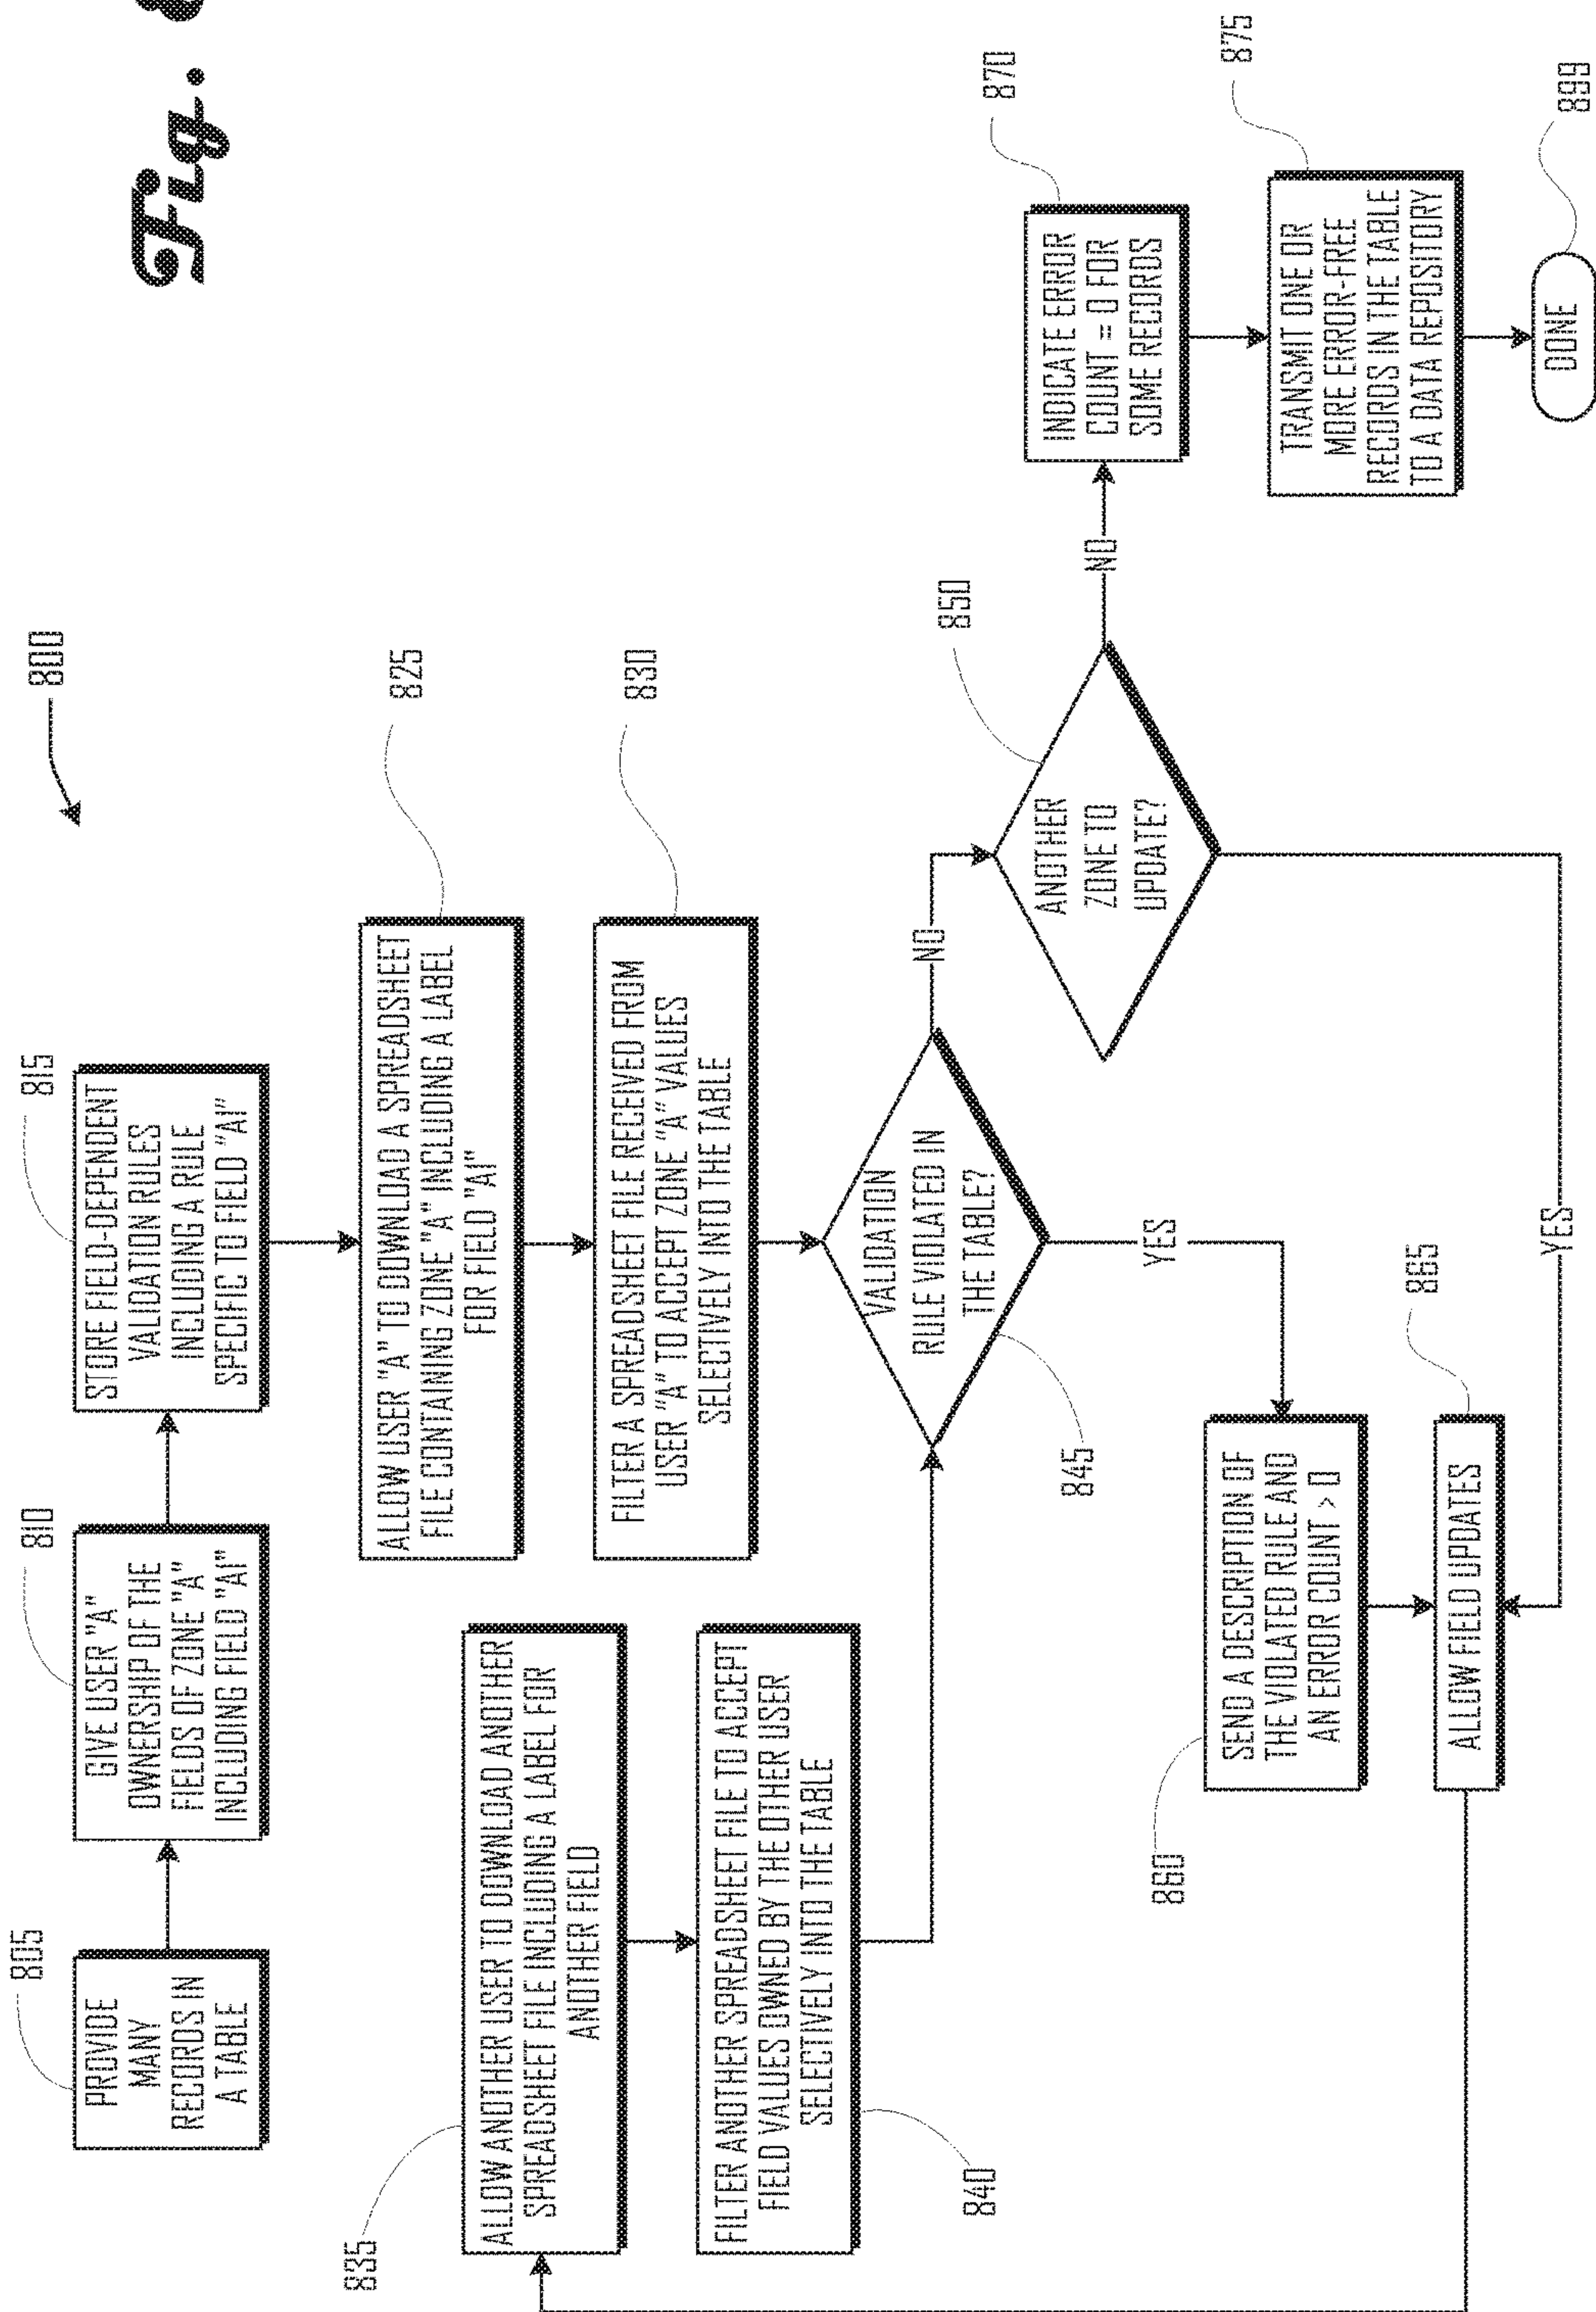 Fig.
800
805
PROVIDE
MANY
RECORDS IN
A TABLE
810
GIVE USER "A"
OWNERSHIP OF THE
FIELDS OF ZONE "A"
INCLUDING FIELD "A1"
815
STORE FIELD-DEPENDENT
VALIDATION RULES
INCLUDING A RULE
SPECIFIC TO FIELD "A1"
825
ALLOW USER "A" TO DOWNLOAD A SPREADSHEET
FILE CONTAINING ZONE "A" INCLUDING A LABEL
FOR FIELD "A1"
830
FILTER A SPREADSHEET FILE RECEIVED FROM
USER "A" TO ACCEPT ZONE "A" VALUES
SELECTIVELY INTO THE TABLE
835
ALLOW ANOTHER USER TO DOWNLOAD ANOTHER
SPREADSHEET FILE INCLUDING A LABEL FOR
ANOTHER FIELD
840
FILTER ANOTHER SPREADSHEET FILE TO ACCEPT
FIELD VALUES OWNED BY THE OTHER USER
SELECTIVELY INTO THE TABLE
845
VALIDATION
RULE VIOLATED IN
THE TABLE?
NO
YES
850
ANOTHER
ZONE TO
UPDATE?
NO
YES
860
SEND A DESCRIPTION OF
THE VIOLATED RULE AND
AN ERROR COUNT > 0
865
ALLOW FIELD UPDATES
870
INDICATE ERROR
COUNT = 0 FOR
SOME RECORDS
875
TRANSMIT ONE OR
MORE ERROR-FREE
RECORDS IN THE TABLE
TO A DATA REPOSITORY
899
DONE